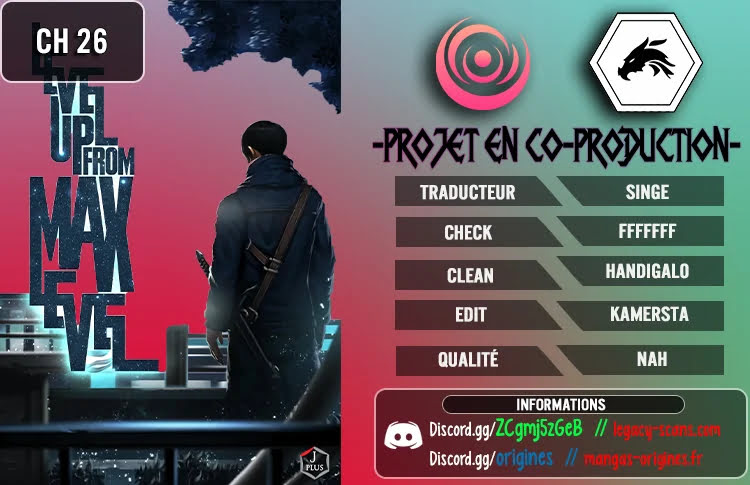 CH 26
LEVEL
UP
FROM
MAX
LEVEL
J
PLUS
-PROJET EN CO-PRODUCTION-
TRADUCTEUR SINGE
CHECK FFFFFFF
CLEAN HANDIGALO
EDIT KAMERSTA
QUALITÉ NAH
INFORMATIONS
Discord.gg/ZCgmj5zGeB // legacy-scans.com
Discord.gg/origines // mangas-origines.fr